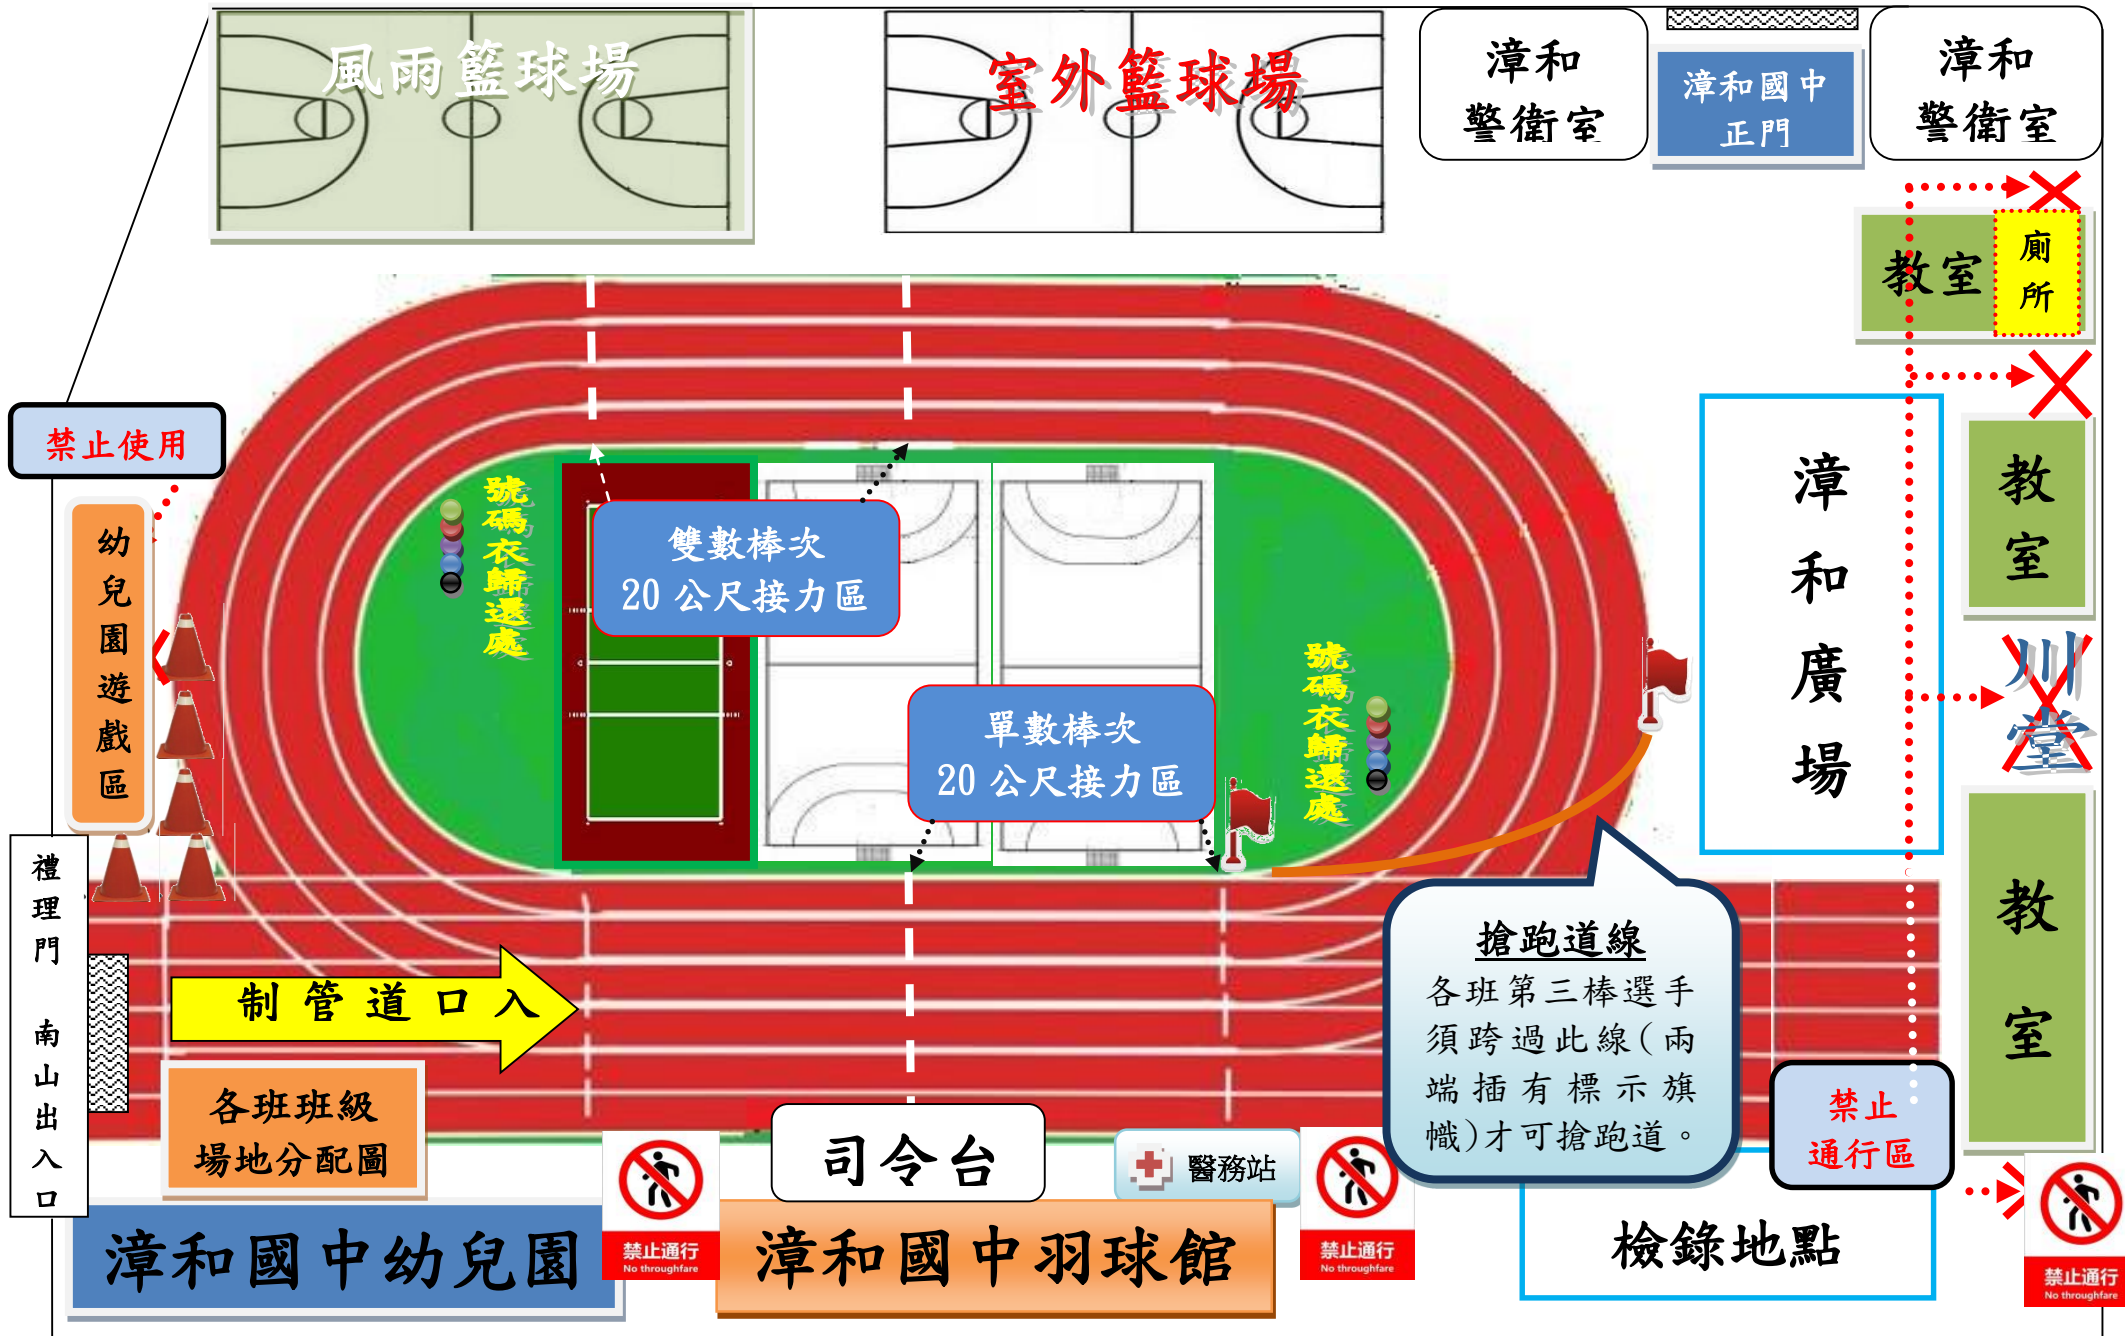 風雨籃球場
室外籃球場
漳和
警衛室
漳和國中
正門
漳和
警衛室
教室
廁所
禁止使用
幼兒園遊戲區
號碼衣歸還處
雙數棒次
20 公尺接力區
單數棒次
20 公尺接力區
號碼衣歸還處
漳和廣場
教室
川堂
教室
禮理門 南山出入口
制管道口入
各班班級
場地分配圖
搶跑道線
各班第三棒選手
須跨過此線(兩
端插有標示旗
幟)才可搶跑道。
禁止
通行區
司令台
醫務站
禁止通行
No throughfare
禁止通行
No throughfare
禁止通行
No throughfare
漳和國中幼兒園
漳和國中羽球館
檢錄地點